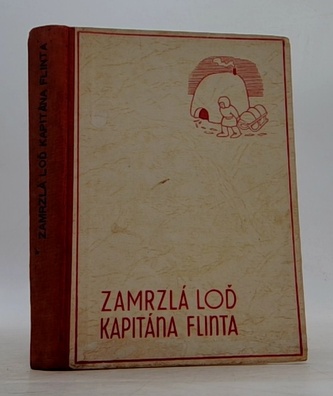 ZAMRZLÁ LOĎ KAPITÁNA FLINTA
ZAMRZLÁ LOĎ
KAPITÁNA FLINTA